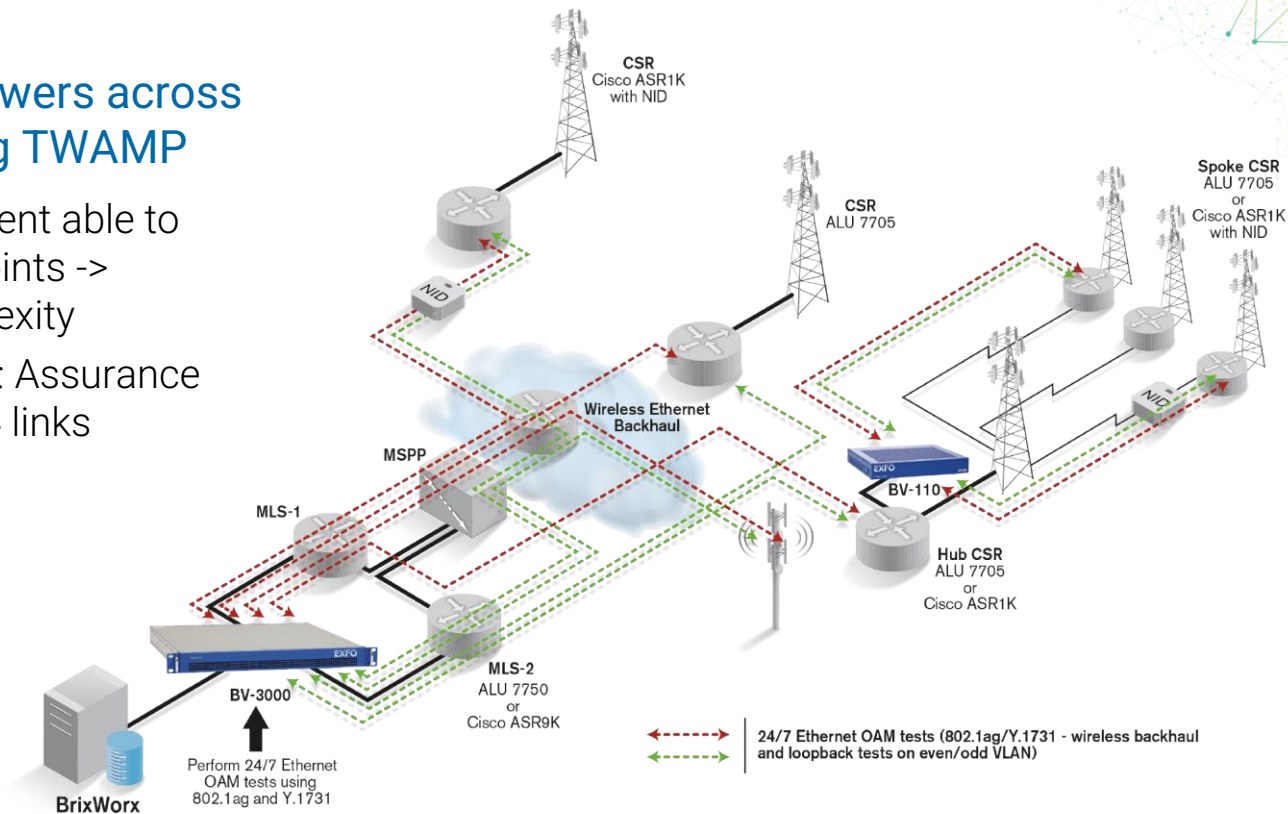 wers across
g TWAMP
ent able to
ints ->
exity
: Assurance
links
CSR
Cisco ASR1K
with NID
CSR
ALU 7705
Spoke CSR
ALU 7705
or
Cisco ASR1K
with NID
NID
Wireless Ethernet
Backhaul
MSPP
MLS-1
NID
EXFO
BV-110
Hub CSR
ALU 7705
or
Cisco ASR1K
EXFO
BV-3000
MLS-2
ALU 7750
or
Cisco ASR9K
Perform 24/7 Ethernet
OAM tests using
802.1ag and Y.1731
BrixWorx
24/7 Ethernet OAM tests (802.1ag/Y.1731 - wireless backhaul
and loopback tests on even/odd VLAN)